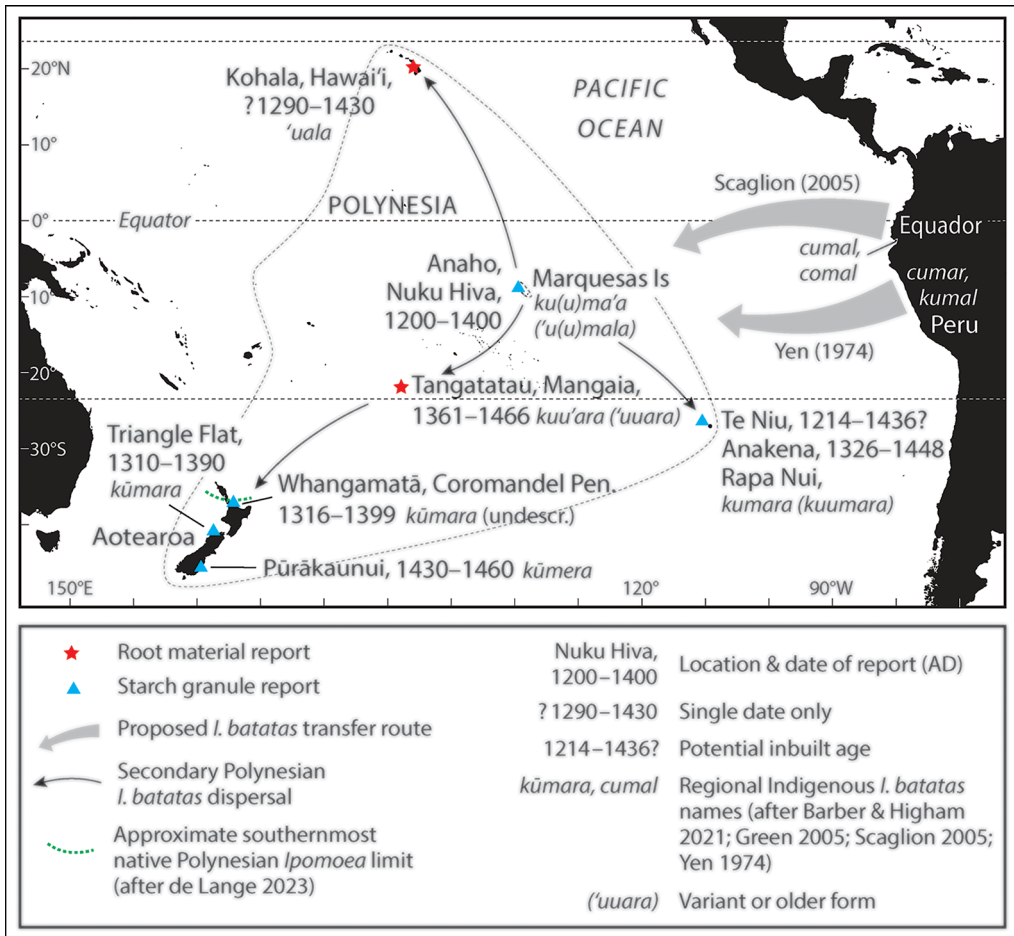 20°N
10°
0°
10°
20°
30°S
Kohala, Hawai‘i,
?1290–1430
‘uala
PACIFIC
OCEAN
POLYNESIA
Equator
Scaglion (2005)
Equador
cumal,
comal
cumar,
kumal
Peru
Yen (1974)
Anaho,
Nuku Hiva,
1200–1400
Marquesas Is
ku(u)ma’a
(‘u(u)mala)
Tangatatau, Mangaia,
1361–1466 kuu’ara (‘uuara)
Te Niu, 1214–1436?
Anakena, 1326–1448
Rapa Nui,
kumara (kuumara)
Triangle Flat,
1310–1390
kūmara
Whangamatā, Coromandel Pen.
1316–1399 kūmara (undescr.)
Aotearoa
Pūrākaunui, 1430–1460 kūmera
150°E
120°
90°W
Root material report
Starch granule report
Proposed I. batatas transfer route
Secondary Polynesian
I. batatas dispersal
Approximate southernmost
native Polynesian Ipomoea limit
(after de Lange 2023)
Nuku Hiva,
1200–1400
Location & date of report (AD)
?1290–1430
Single date only
1214–1436?
Potential inbuilt age
kūmara, cumal
Regional Indigenous I. batatas
names (after Barber & Higham
2021; Green 2005; Scaglion 2005;
Yen 1974)
(‘uuara)
Variant or older form